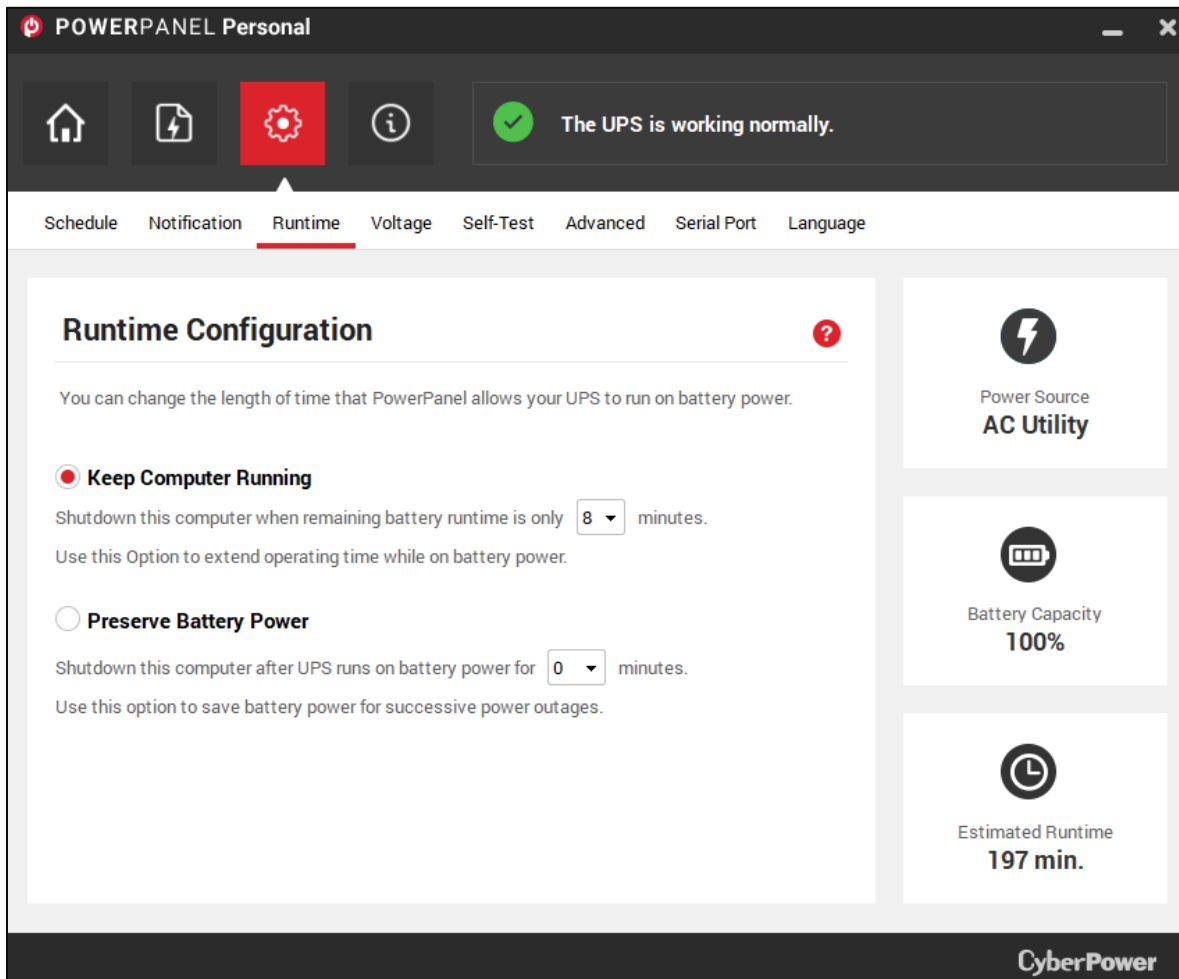 POWERPANEL Personal
The UPS is working normally.
Schedule Notification Runtime Voltage Self-Test Advanced Serial Port Language
Runtime Configuration
?
You can change the length of time that PowerPanel allows your UPS to run on battery power.
Keep Computer Running
Shutdown this computer when remaining battery runtime is only 8 minutes.
Use this Option to extend operating time while on battery power.
Preserve Battery Power
Shutdown this computer after UPS runs on battery power for 0 minutes.
Use this option to save battery power for successive power outages.
Power Source
AC Utility
Battery Capacity
100%
Estimated Runtime
197 min.
CyberPower